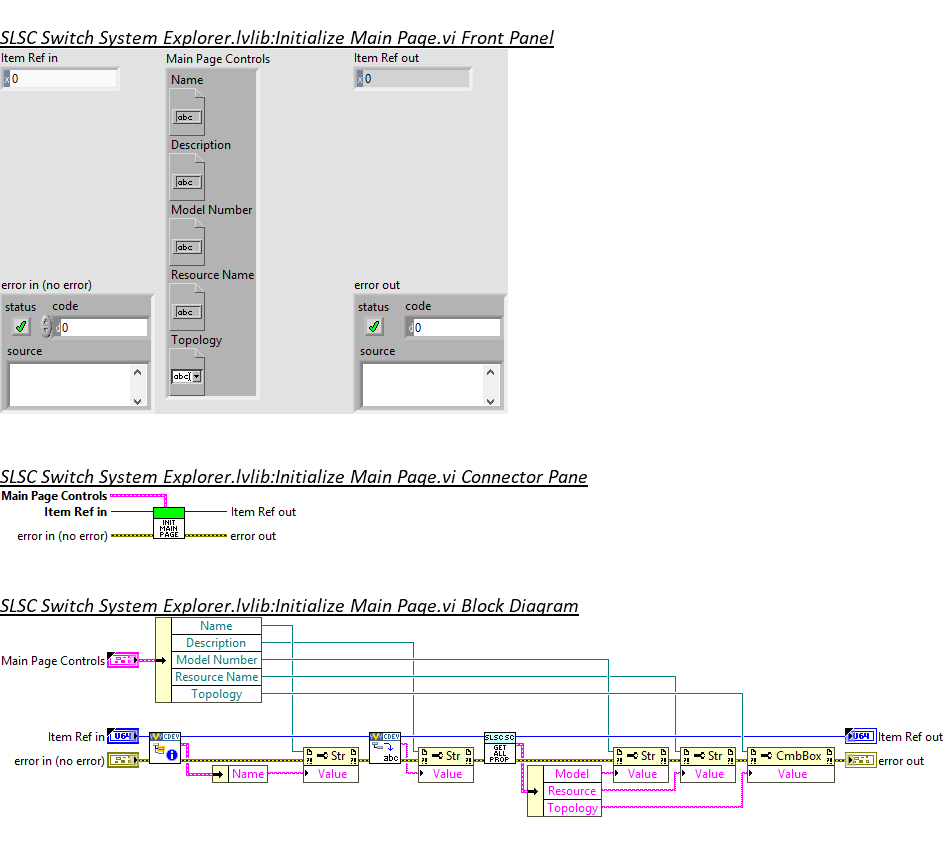 SLSC Switch System Explorer.lvlib:Initialize Main Page.vi Front Panel
Item Ref in
x 0
Main Page Controls
Name
abc
Description
abc
Model Number
abc
Resource Name
abc
Topology
abc
Item Ref out
x 0
error in (no error)
status code
d 0
source
error out
status code
d 0
source
SLSC Switch System Explorer.lvlib:Initialize Main Page.vi Connector Pane
Main Page Controls
Item Ref in
error in (no error)
INIT
MAIN
PAGE
Item Ref out
error out
SLSC Switch System Explorer.lvlib:Initialize Main Page.vi Block Diagram
Main Page Controls
Name
Description
Model Number
Resource Name
Topology
Item Ref in
U64
error in (no error)
CDEV
i
Name
Str
Value
CDEV
abc
Str
Value
SLSC SC
GET
ALL
PROP
Model
Resource
Topology
Str
Value
Str
Value
CmbBox
Value
U64
Item Ref out
error out